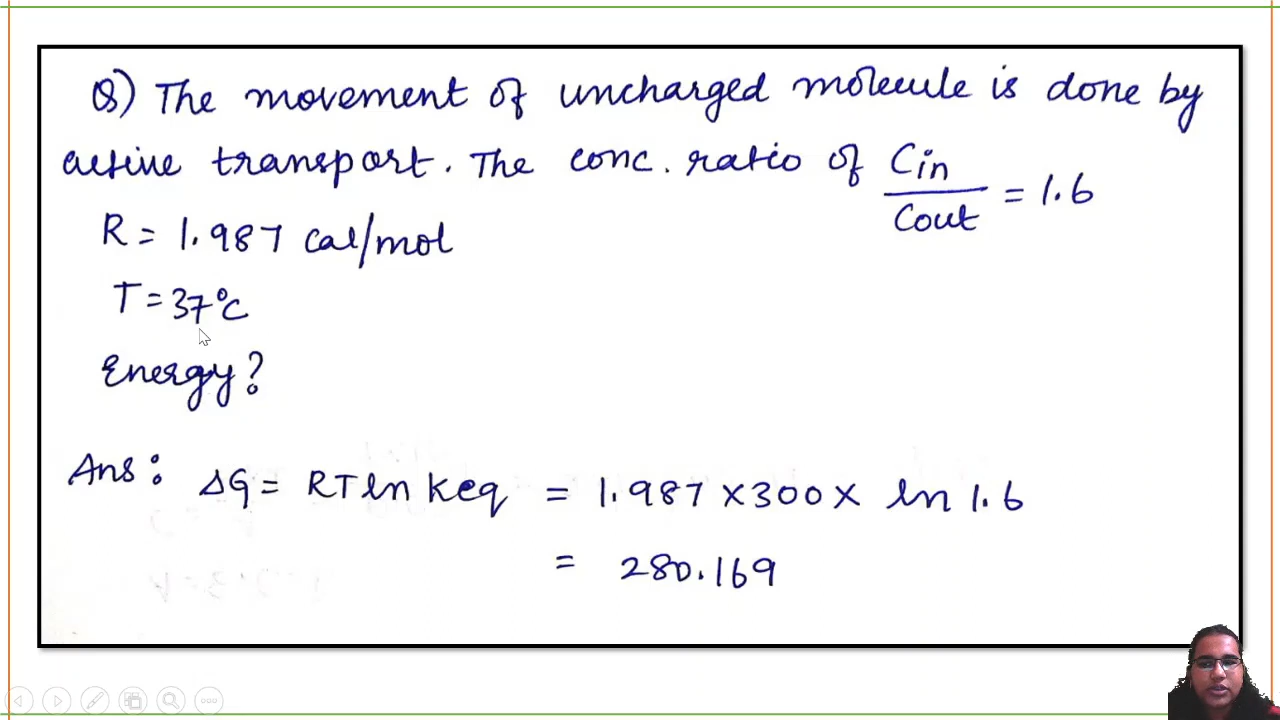 Q) The movement of uncharged molecule is done by
active transport. The conc. ratio of Cin/Cout = 1.6
R = 1.987 cal/mol
T = 37°C
Energy?
Ans: ΔG = RT ln Keq = 1.987 X 300 X ln 1.6
= 280.169